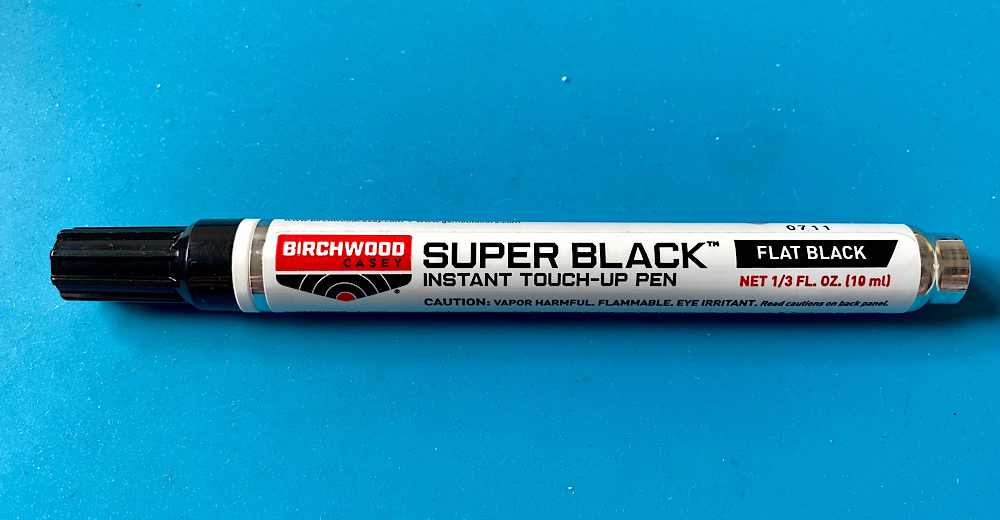 0711
BIRCHWOOD
CASEY
®
SUPER BLACK™
INSTANT TOUCH-UP PEN
CAUTION: VAPOR HARMFUL. FLAMMABLE. EYE IRRITANT. Read cautions on back panel.
FLAT BLACK
NET 1/3 FL. OZ. (10 ml)